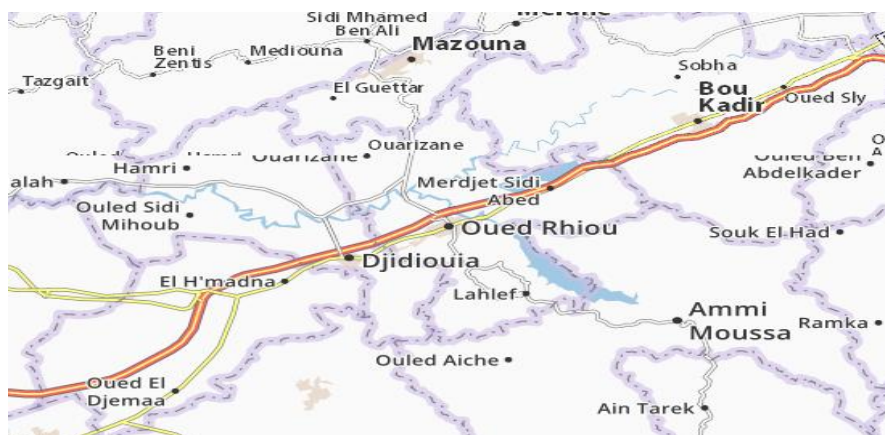 Sidi Mhamed
Ben Ali
Mazouna
Beni
Zentis
Mediouna
Tazgait
El Guettar
Sobha
Bou
Kadir
Oued Sly
Ouarizane
Ouarizane
Hamri
Ouled Ben
Abdelkader
alah
Merdjet Sidi
Abed
Ouled Sidi
Mihoub
Oued Rhiou
Souk El Had
Djidiouia
El H'madna
Lahlef
Ammi
Moussa
Ramka
Ouled Aiche
Oued El
Djemaa
Ain Tarek